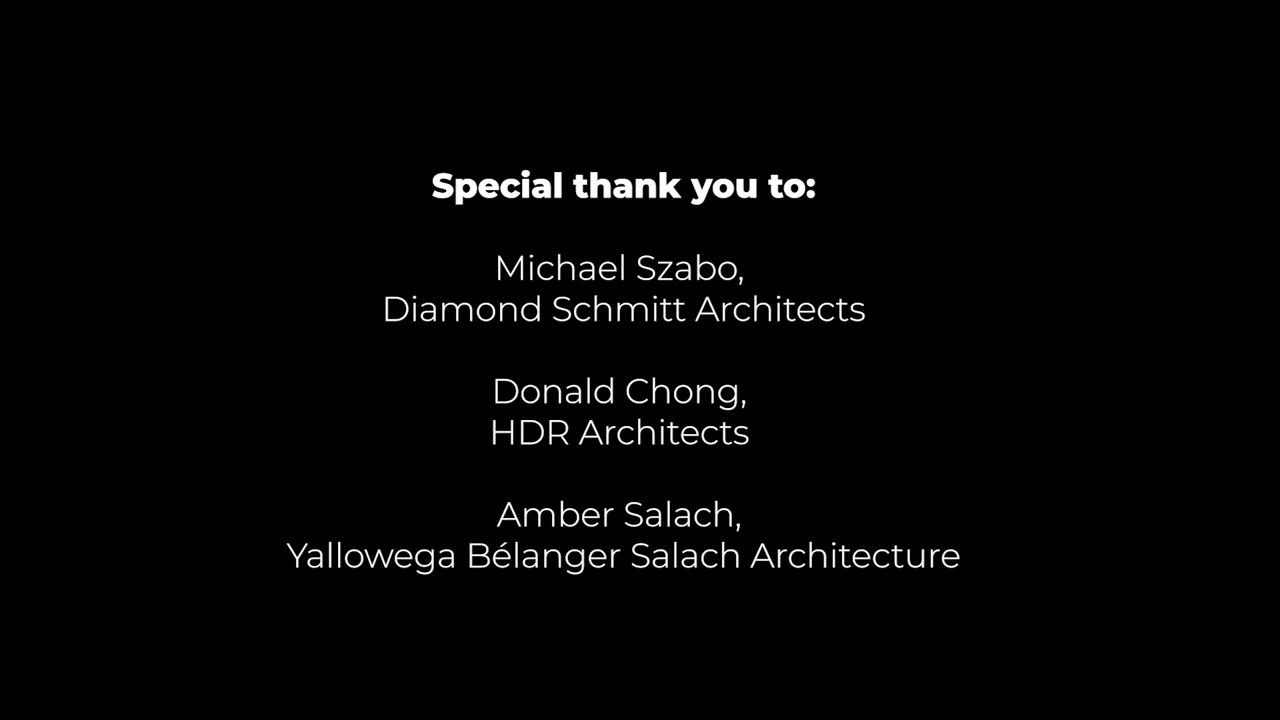 Special thank you to:
Michael Szabo,
Diamond Schmitt Architects
Donald Chong,
HDR Architects
Amber Salach,
Yallowega Bélanger Salach Architecture